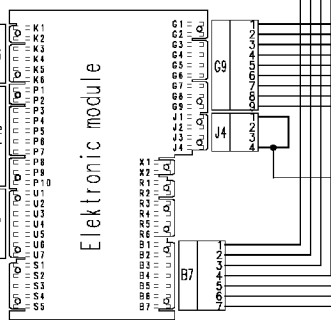 K1
K2
K3
K4
K5
K6
P1
P2
P3
P4
P5
P6
P7
P8
P9
P10
U1
U2
U3
U4
U5
U6
U7
S1
S2
S3
S4
S5
Elektronic module
G1
G2
G3
G4
G5
G6
G7
G8
G9
J1
J2
J3
J4
X1
X2
R1
R2
R3
R4
R5
R6
B1
B2
B3
B4
B5
B6
B7
G9
1
2
3
4
5
6
7
8
9
J4
1
2
3
4
B7
1
2
3
4
5
6
7